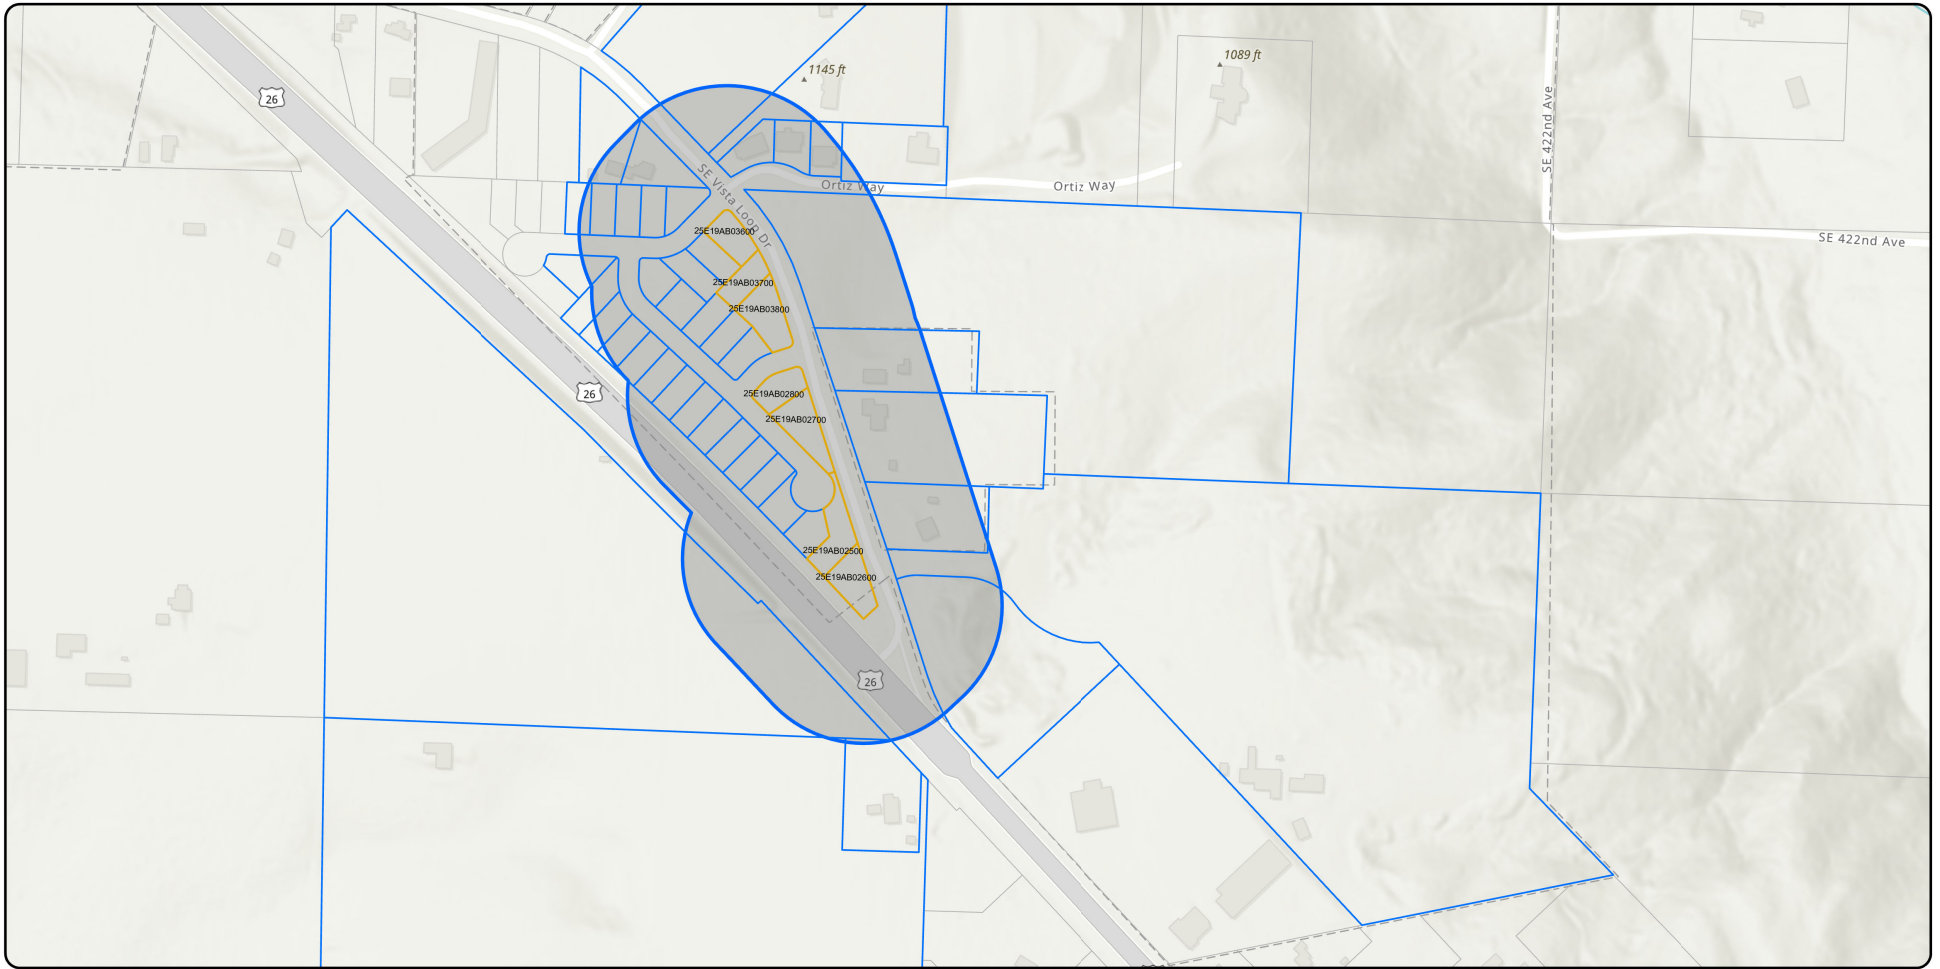 1089 ft
1145 ft
26
SE 422nd Ave
SE Vista Loop Dr
Ortiz Way
Ortiz Way
25E19AB03600
SE 422nd Ave
25E19AB03700
25E19AB03800
26
25E19AB02800
25E19AB02700
25E19AB02500
25E19AB02600
26